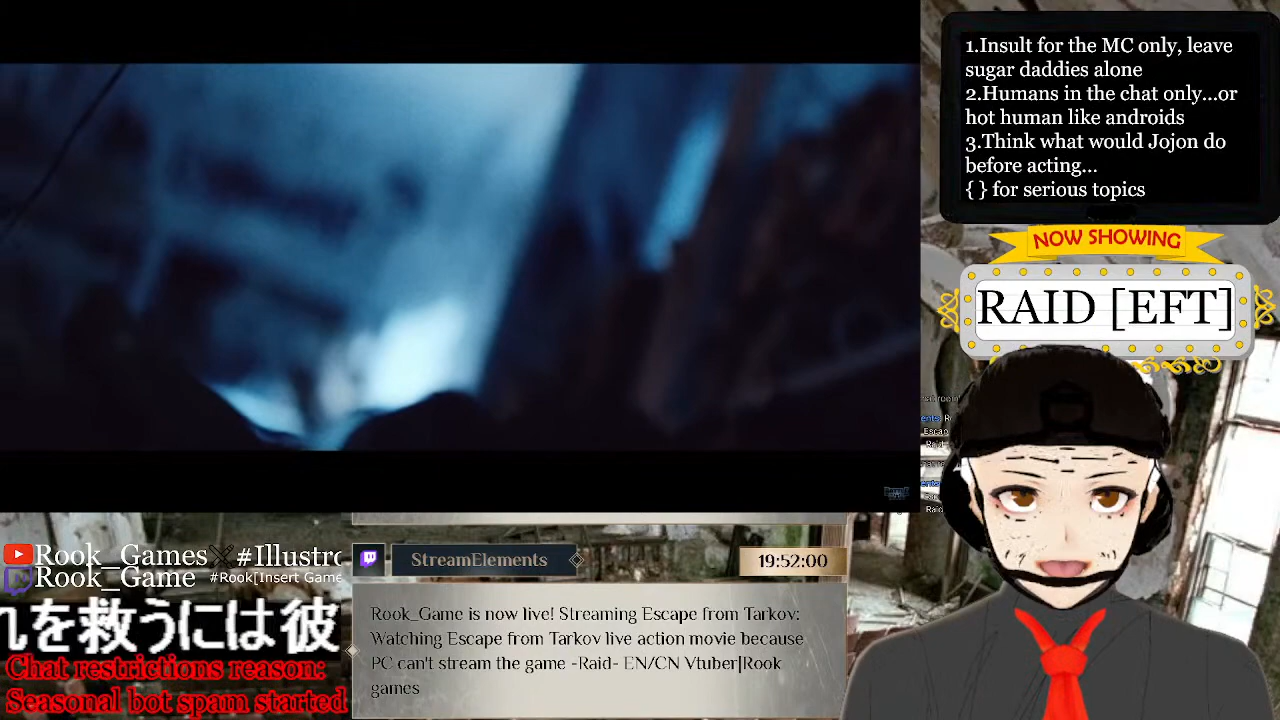 1.Insult for the MC only, leave
sugar daddies alone
2.Humans in the chat only...or
hot human like androids
3.Think what would Jojon do
before acting...
{ } for serious topics
NOW SHOWING
RAID [EFT]
Rook_Games
#Illustr
Rook_Game
#Rook[Insert Game
StreamElements
19:52:00
Rook_Game is now live! Streaming Escape from Tarkov:
Watching Escape from Tarkov live action movie because
PC can't stream the game -Raid- EN/CN Vtuber|Rook
games
を救うには彼
Chat restrictions reason:
Seasonal bot spam started